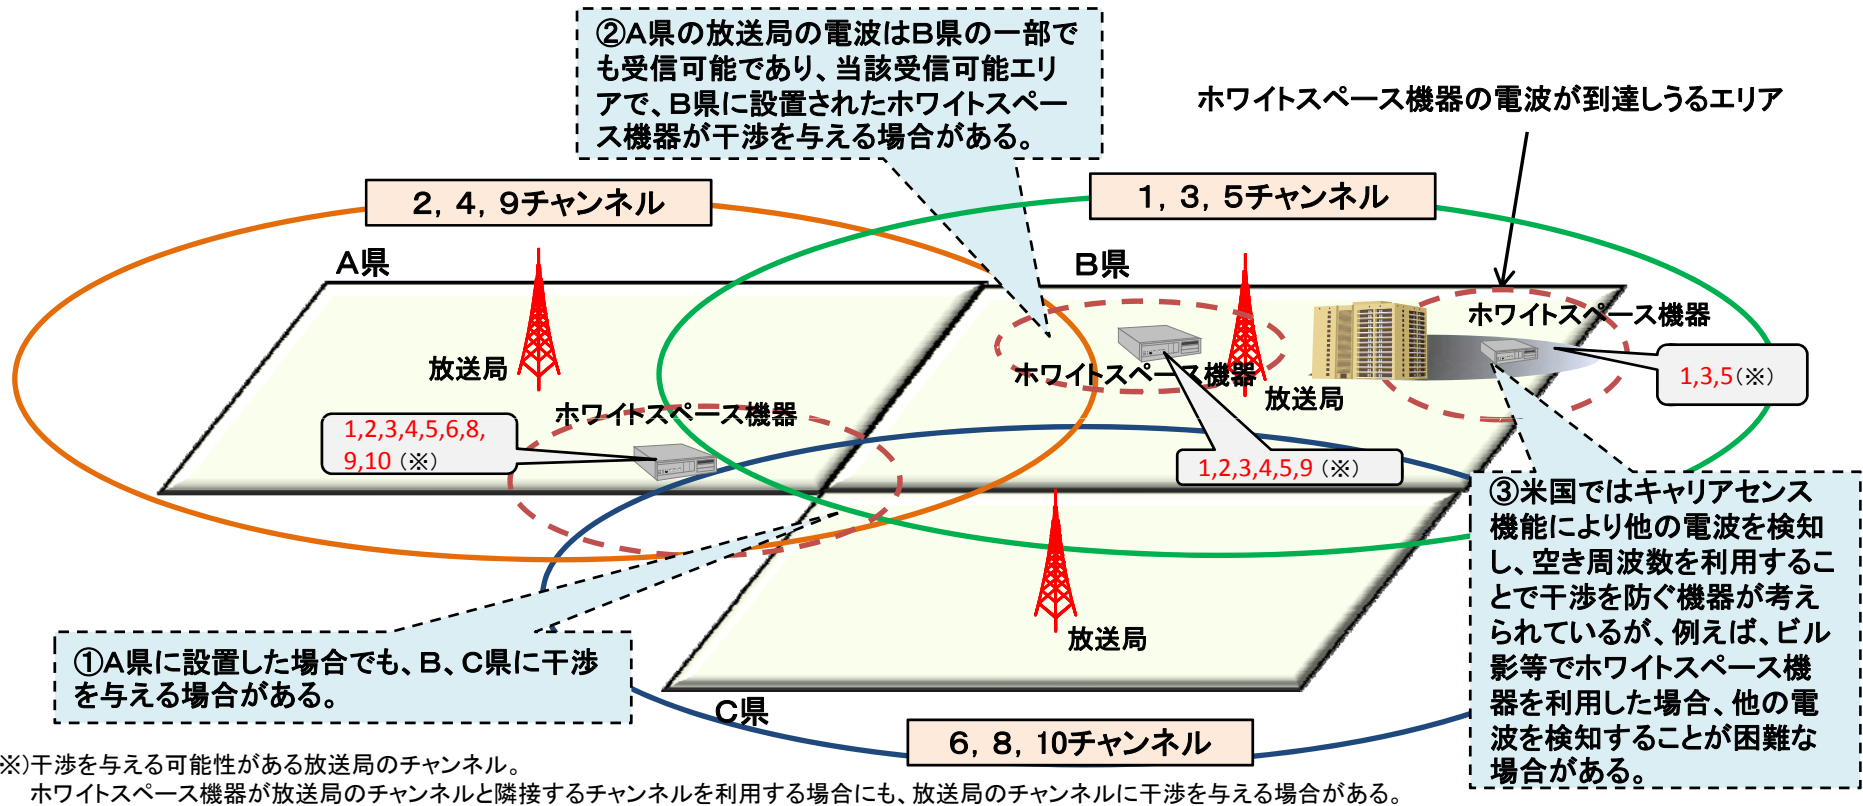 ②A県の放送局の電波はB県の一部で
も受信可能であり、当該受信可能エリ
アで、B県に設置されたホワイトスペー
ス機器が干渉を与える場合がある。
ホワイトスペース機器の電波が到達しうるエリア
2, 4, 9チャンネル
1, 3, 5チャンネル
A県
B県
放送局
ホワイトスペース機器
1,2,3,4,5,6,8,
9,10 (※)
ホワイトスペース機器
放送局
1,2,3,4,5,9 (※)
ホワイトスペース機器
1,3,5(※)
③米国ではキャリアセンス
機能により他の電波を検知
し、空き周波数を利用するこ
とで干渉を防ぐ機器が考え
られているが、例えば、ビル
影等でホワイトスペース機
器を利用した場合、他の電
波を検知することが困難な
場合がある。
放送局
①A県に設置した場合でも、B、C県に干渉
を与える場合がある。
C県
6, 8, 10チャンネル
※)干渉を与える可能性がある放送局のチャンネル。
ホワイトスペース機器が放送局のチャンネルと隣接するチャンネルを利用する場合にも、放送局のチャンネルに干渉を与える場合がある。